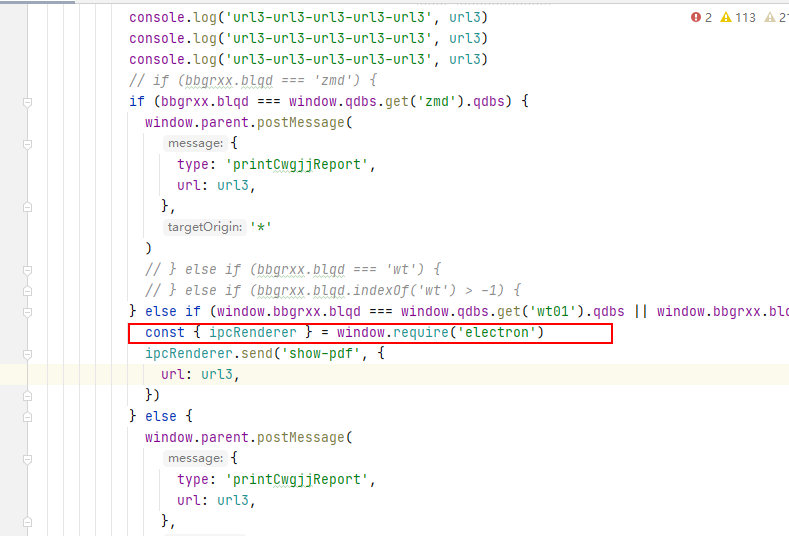 console.log('url3-url3-url3-url3-url3', url3)
2 113 21
console.log('url3-url3-url3-url3-url3', url3)
console.log('url3-url3-url3-url3-url3', url3)
// if (bbgrxx.blqd === 'zmd') {
if (bbgrxx.blqd === window.qdbs.get('zmd').qdbs) {
window.parent.postMessage(
message: {
type: 'printCwgjjReport',
url: url3,
},
targetOrigin: '*'
)
// } else if (bbgrxx.blqd === 'wt') {
// } else if (bbgrxx.blqd.indexOf('wt') > -1) {
} else if (window.bbgrxx.blqd === window.qdbs.get('wt01').qdbs || window.bbgrxx.blq
const { ipcRenderer } = window.require('electron')
ipcRenderer.send('show-pdf', {
url: url3,
})
} else {
window.parent.postMessage(
message: {
type: 'printCwgjjReport',
url: url3,
},